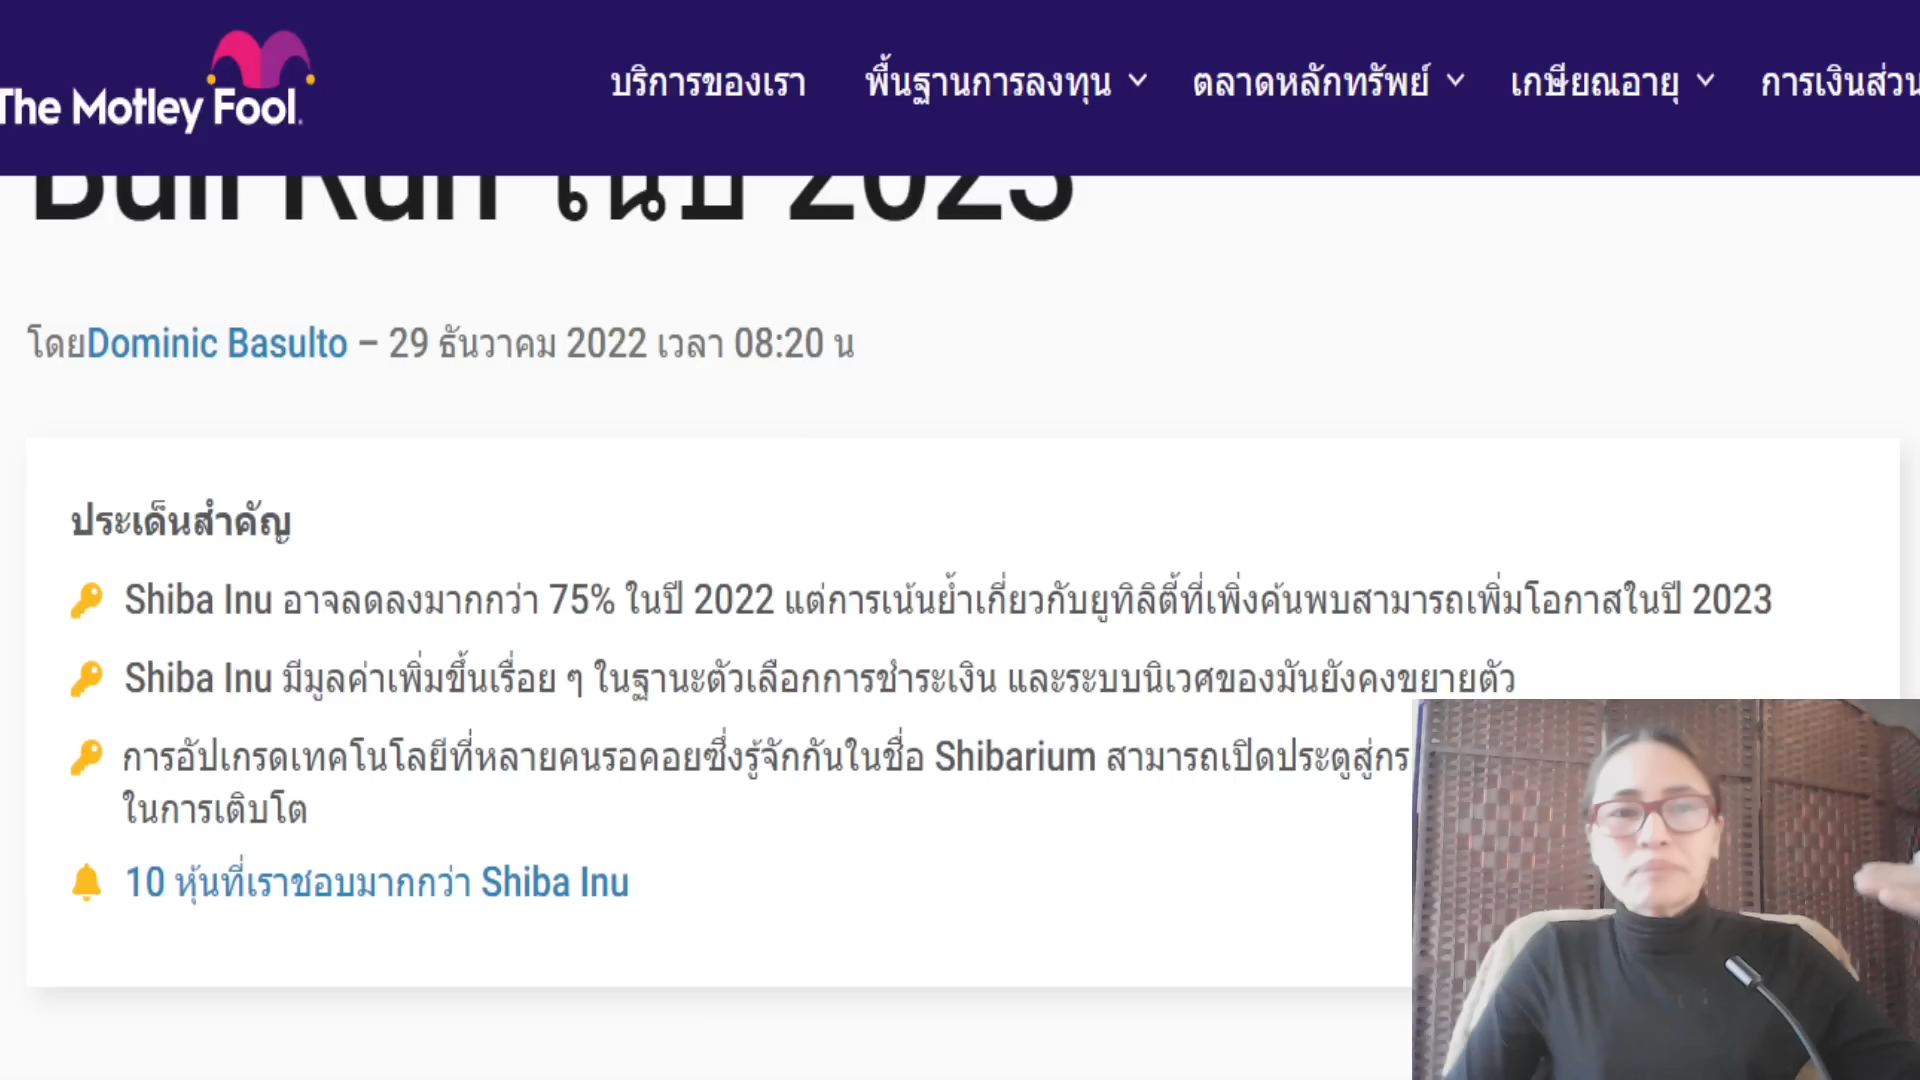 The Motley Fool.
บริการของเรา พื้นฐานการลงทุน ตลาดหลักทรัพย์ เกษียณอายุ การเงินส่วน
Bull Run ในปี 2023
โดยDominic Basulto – 29 ธันวาคม 2022 เวลา 08:20 น
ประเด็นสำคัญ
Shiba Inu อาจลดลงมากกว่า 75% ในปี 2022 แต่การเน้นย้ำเกี่ยวกับยูทิลิตี้ที่เพิ่งค้นพบสามารถเพิ่มโอกาสในปี 2023
Shiba Inu มีมูลค่าเพิ่มขึ้นเรื่อย ๆ ในฐานะตัวเลือกการชำระเงิน และระบบนิเวศของมันยังคงขยายตัว
การอัปเกรดเทคโนโลยีที่หลายคนรอคอยซึ่งรู้จักกันในชื่อ Shibarium สามารถเปิดประตูสู่กร
ในการเติบโต
10 หุ้นที่เราชอบมากกว่า Shiba Inu